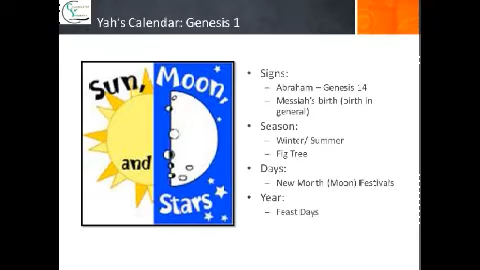 Yah's Calendar: Genesis 1
Sun, Moon,
and
Stars
• Signs:
– Abraham – Genesis 14
– Messiah's birth (birth in
general)
• Season:
– Winter/ Summer
– Fig Tree
• Days:
– New Month (Moon) Festivals
• Year:
– Feast Days